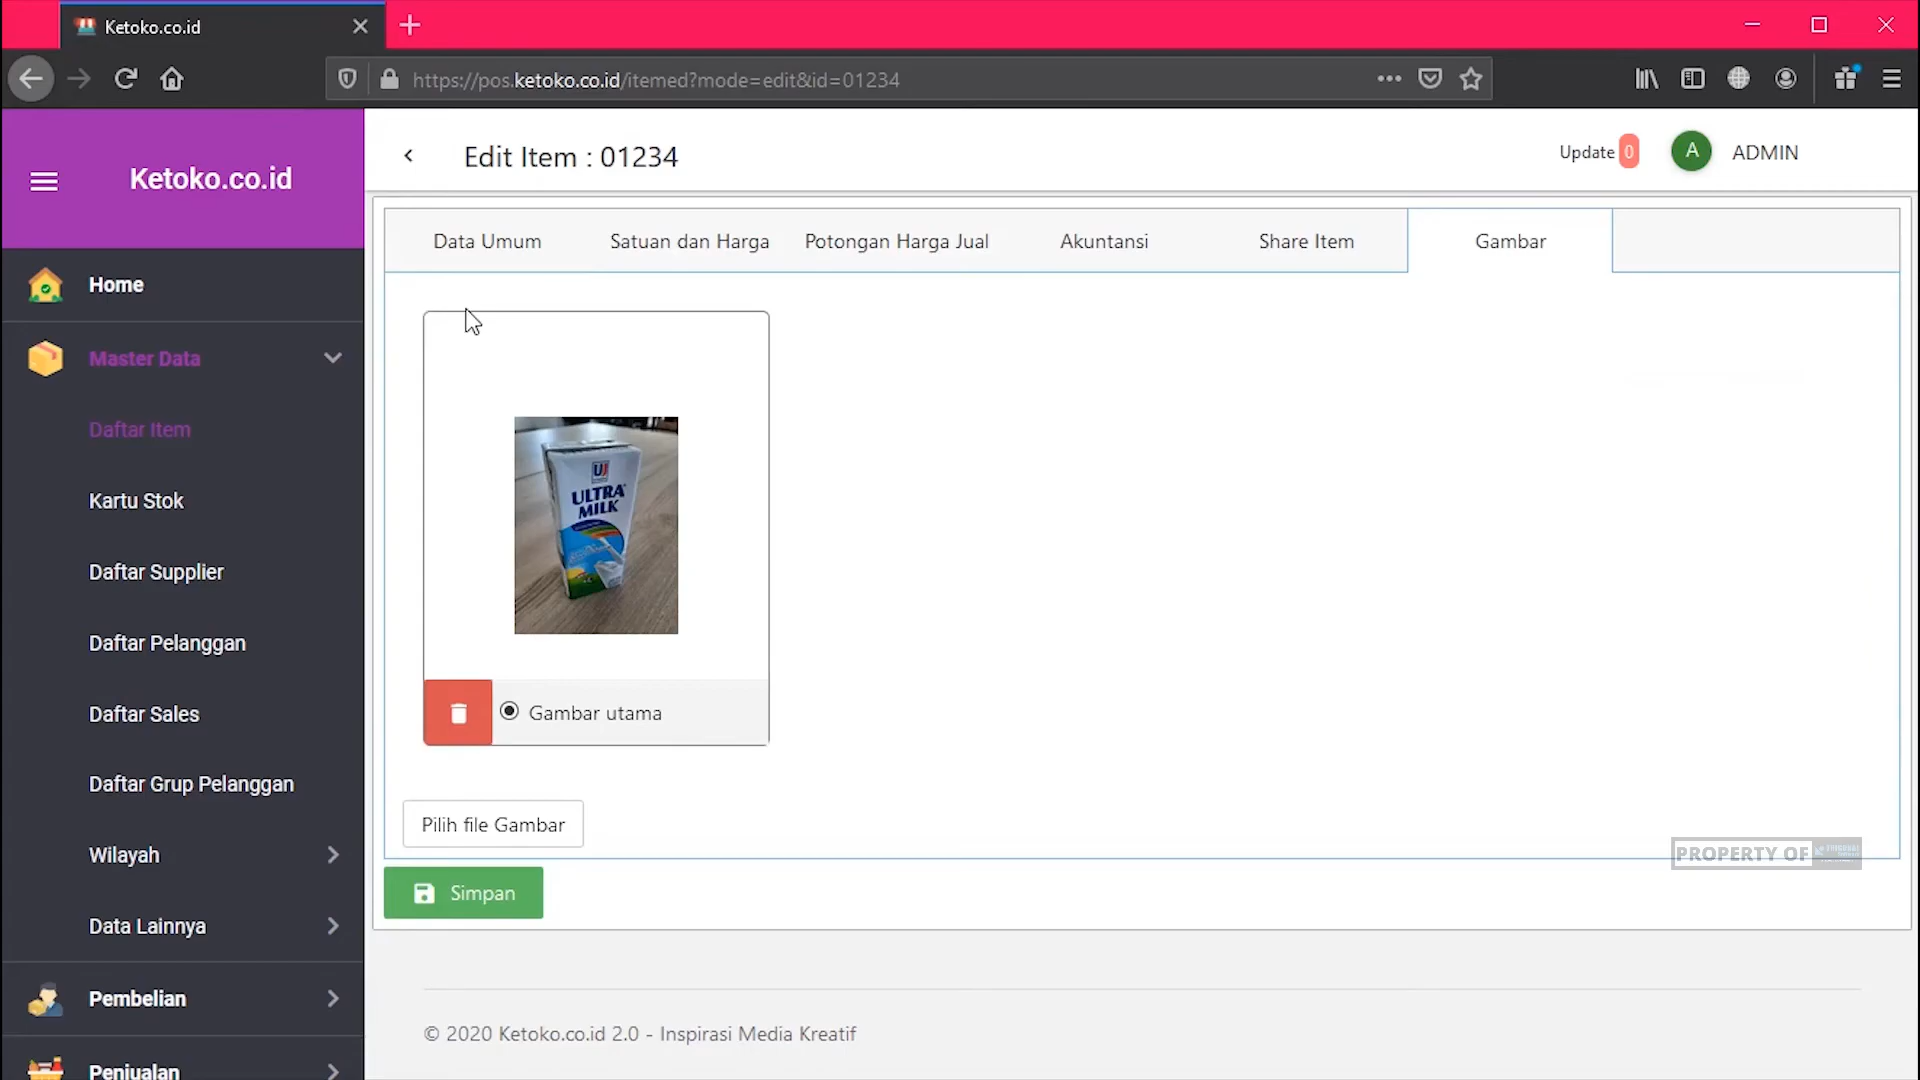 Ketoko.co.id
https://pos.ketoko.co.id/itemed?mode=edit&id=01234
Ketoko.co.id
Edit Item : 01234
Update 0
A
ADMIN
Home
Master Data
Daftar Item
Kartu Stok
Daftar Supplier
Daftar Pelanggan
Daftar Sales
Daftar Grup Pelanggan
Wilayah
Data Lainnya
Pembelian
Penjualan
Data Umum
Satuan dan Harga
Potongan Harga Jual
Akuntansi
Share Item
Gambar
ULTRA
MILK
Gambar utama
Pilih file Gambar
PROPERTY OF
Simpan
© 2020 Ketoko.co.id 2.0 - Inspirasi Media Kreatif